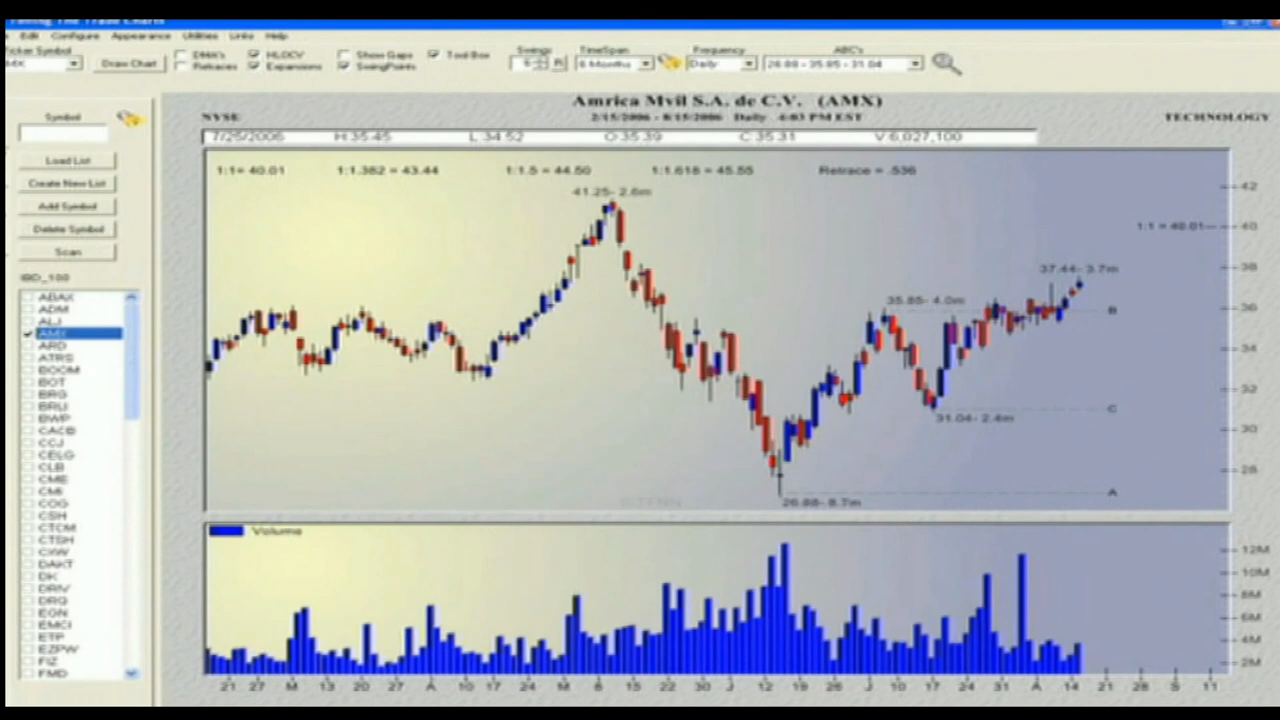 Timing The Trade Charts
Edit Configure Appearance Utilities Links Help
Ticker Symbol
AMX
Draw Chart
DMA's
Retraces
HLOCV
Expansions
Show Gaps
SwingPoints
Tool Box
Swings
6
R
TimeSpan
6 Months
Frequency
Daily
ABC's
26.88 - 35.85 - 31.04
Amrica Mvil S.A. de C.V. (AMX)
NYSE
2/15/2006 - 8/15/2006 Daily 4:03 PM EST
TECHNOLOGY
7/25/2006 H:35.45 L:34.52 O:35.39 C:35.31 V:6,027,100
1:1= 40.01 1:1.382 = 43.44 1:1.5 = 44.50 1:1.618 = 45.55 Retrace = .536
41.25- 2.6m
1:1 = 40.01
37.44- 3.7m
35.85- 4.0m
B
31.04- 2.4m
C
26.88- 8.7m
A
42
40
38
36
34
32
30
28
Volume
12M
10M
8M
6M
4M
2M
21 27 M 13 20 27 A 10 17 24 M 8 15 22 30 J 12 19 26 J 10 17 24 31 A 14 21 28 S 11
Symbol
Load List
Create New List
Add Symbol
Delete Symbol
Scan
IBD_100
ABAX
ADM
ALJ
AMX
ARD
ATRS
BOOM
BOT
BRG
BRLI
BWP
CACB
CCJ
CELG
CLB
CME
CMI
COG
CSH
CTCM
CTSH
CXW
DAKT
DK
DRIV
DRQ
EGN
EMCI
ETP
EZPW
FIZ
FMD